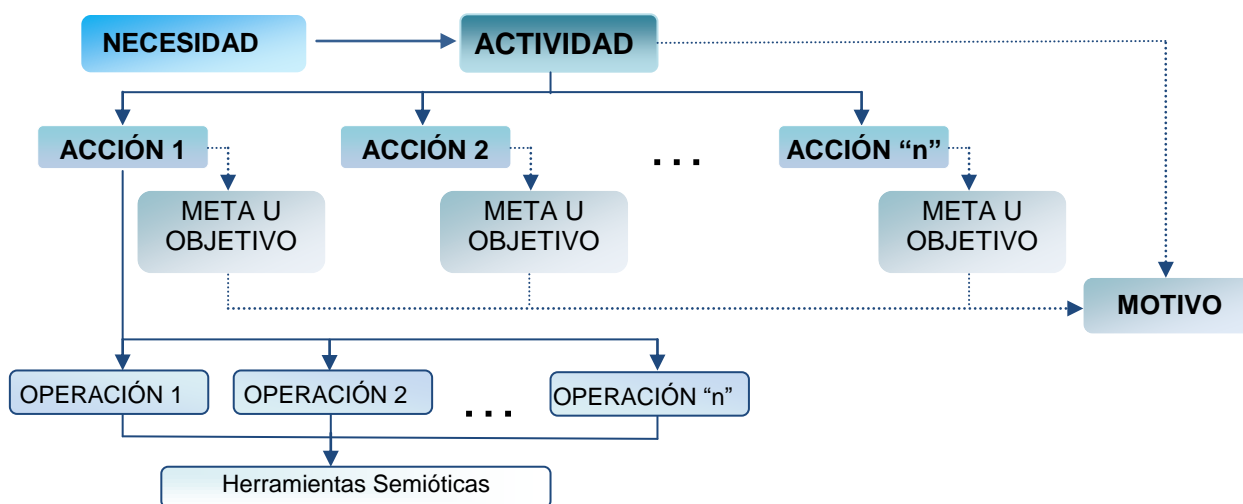 NECESIDAD
ACTIVIDAD
ACCIÓN 1
ACCIÓN 2
. . .
ACCIÓN “n”
META U
OBJETIVO
META U
OBJETIVO
META U
OBJETIVO
MOTIVO
OPERACIÓN 1
OPERACIÓN 2
. . .
OPERACIÓN “n”
Herramientas Semióticas